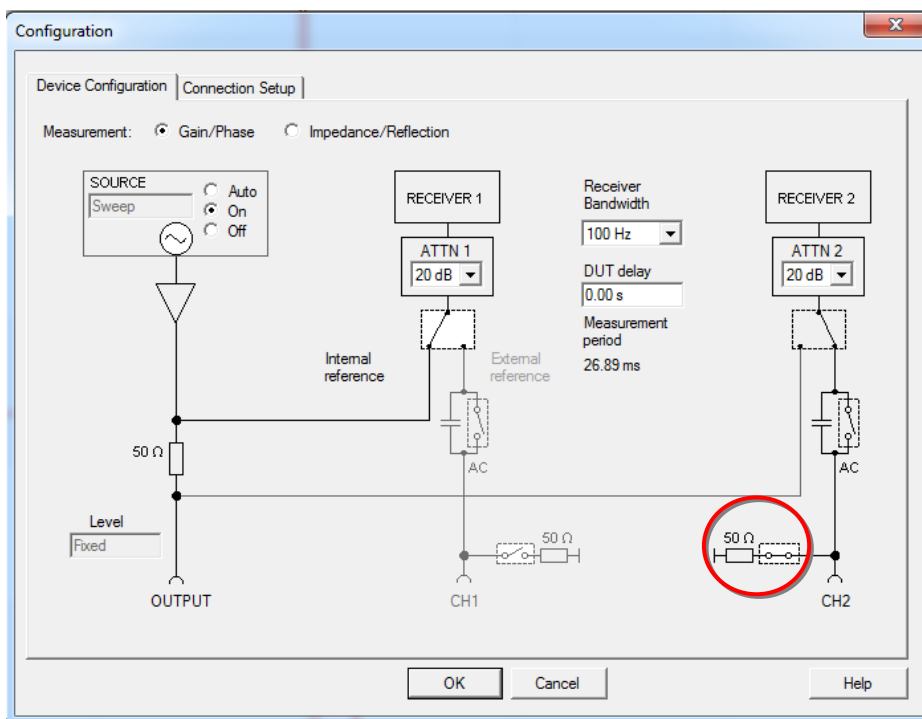 Configuration
Device Configuration
Connection Setup
Measurement:
Gain/Phase
Impedance/Reflection
SOURCE
Sweep
Auto
On
Off
RECEIVER 1
ATTN 1
20 dB
Receiver
Bandwidth
100 Hz
DUT delay
0.00 s
Measurement
period
26.89 ms
RECEIVER 2
ATTN 2
20 dB
Internal
reference
External
reference
50 Ω
AC
AC
Level
Fixed
50 Ω
50 Ω
OUTPUT
CH1
CH2
OK
Cancel
Help